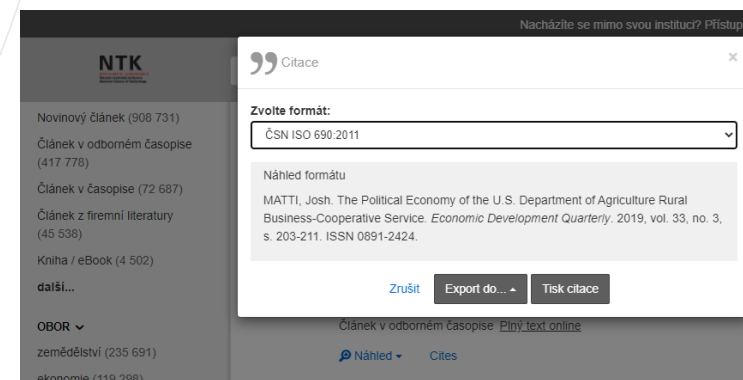 Nacházíte se mimo svou instituci? Přístup
NTK
Citace
×
Zvolte formát:
ČSN ISO 690:2011
Náhled formátu
MATTI, Josh. The Political Economy of the U.S. Department of Agriculture Rural
Business-Cooperative Service. Economic Development Quarterly. 2019, vol. 33, no. 3,
s. 203-211. ISSN 0891-2424.
Zrušit Export do... Tisk citace
Novinový článek (908 731)
Článek v odborném časopise
(417 778)
Článek v časopise (72 687)
Článek z firemní literatury
(45 538)
Kniha / eBook (4 502)
další...
OBOR
zemědělství (235 691)
ekonomie (119 298)
Článek v odborném časopise Plný text online
Náhled Cites